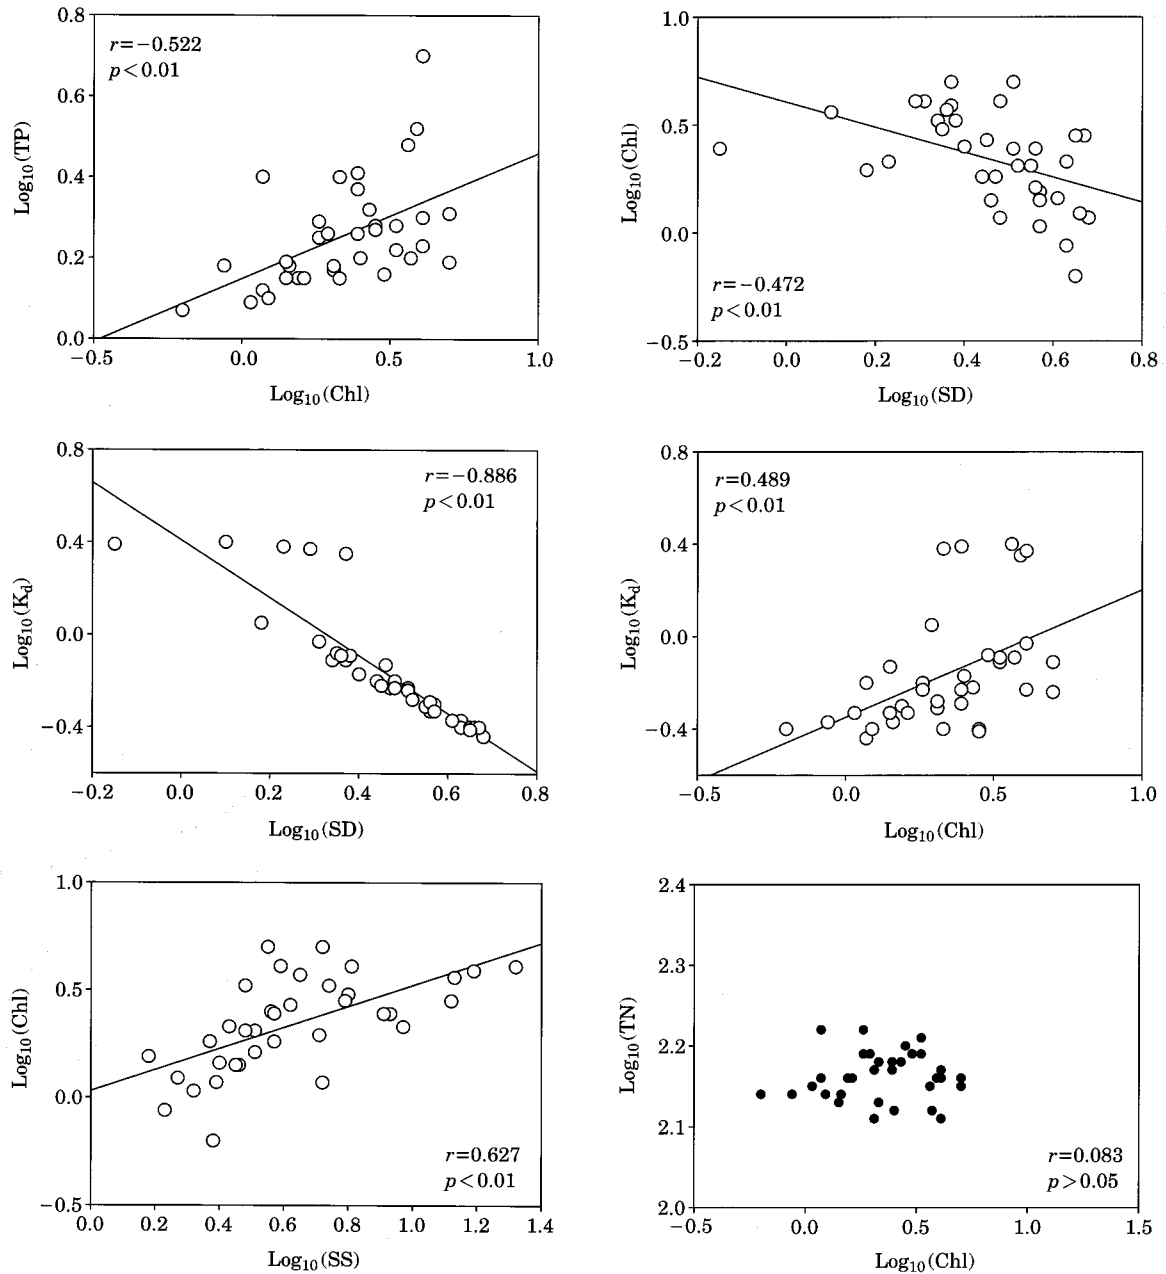 r=−0.522
p<0.01
Log10(TP)
0.8
0.6
0.4
0.2
0.0
−0.5 0.0 0.5 1.0
Log10(Chl)
r=−0.472
p<0.01
Log10(Chl)
1.0
0.5
0.0
−0.5
−0.2 0.0 0.2 0.4 0.6 0.8
Log10(SD)
r=−0.886
p<0.01
Log10(Kd)
0.8
0.4
0.0
−0.4
−0.2 0.0 0.2 0.4 0.6 0.8
Log10(SD)
r=0.489
p<0.01
Log10(Kd)
0.8
0.4
0.0
−0.4
−0.5 0.0 0.5 1.0
Log10(Chl)
Log10(Chl)
1.0
0.5
0.0
−0.5
r=0.627
p<0.01
0.0 0.2 0.4 0.6 0.8 1.0 1.2 1.4
Log10(SS)
Log10(TN)
2.4
2.3
2.2
2.1
2.0
r=0.083
p>0.05
−0.5 0.0 0.5 1.0 1.5
Log10(Chl)